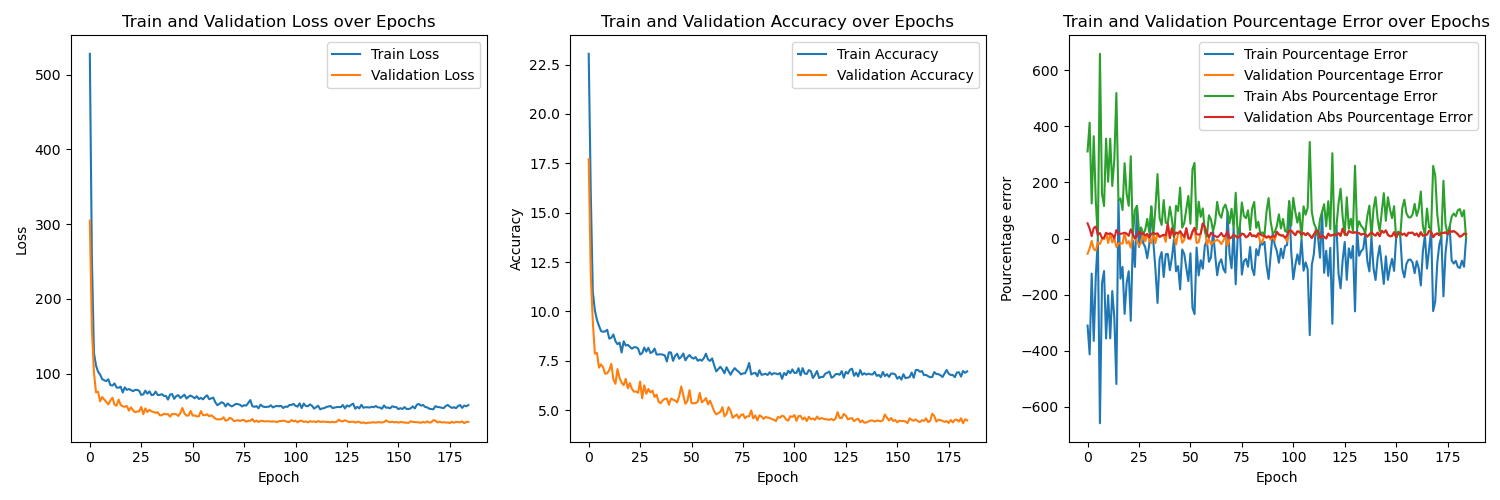 Train and Validation Loss over Epochs
Train Loss
Validation Loss
Loss
500
400
300
200
100
0
25
50
75
100
125
150
175
Epoch
Train and Validation Accuracy over Epochs
Train Accuracy
Validation Accuracy
Accuracy
22.5
20.0
17.5
15.0
12.5
10.0
7.5
5.0
0
25
50
75
100
125
150
175
Epoch
Train and Validation Pourcentage Error over Epochs
Train Pourcentage Error
Validation Pourcentage Error
Train Abs Pourcentage Error
Validation Abs Pourcentage Error
Pourcentage error
600
400
200
0
−200
−400
−600
0
25
50
75
100
125
150
175
Epoch